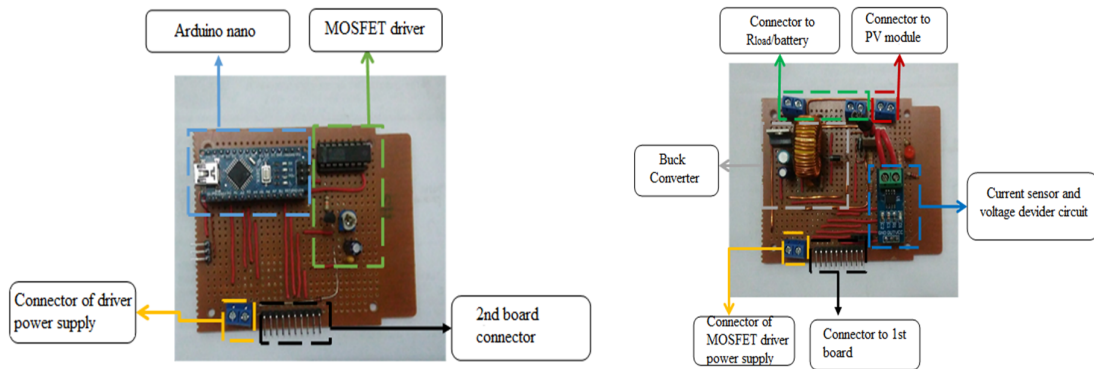 Arduino nano
MOSFET driver
Connector of driver
power supply
2nd board
connector
Connector to
Rload/battery
Connector to
PV module
Buck
Converter
Current sensor and
voltage devider circuit
Connector of
MOSFET driver
power supply
Connector to 1st
board